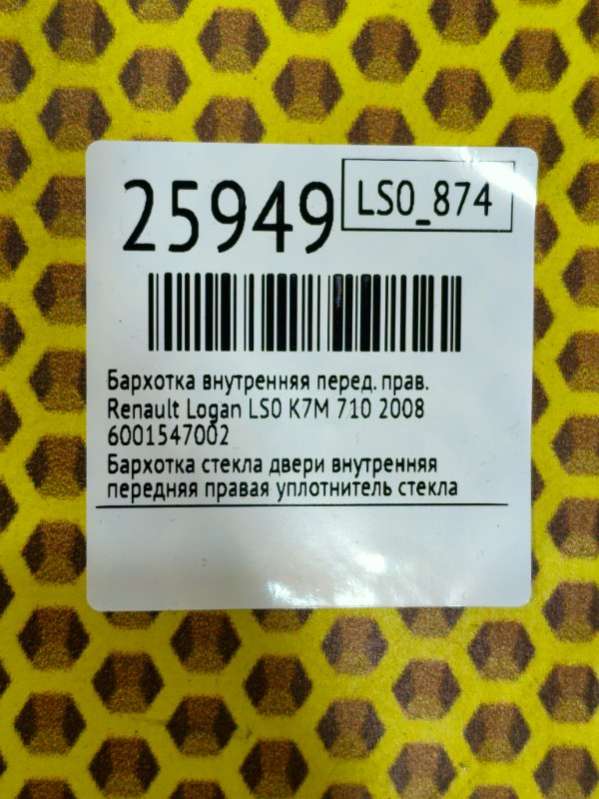 25949
LS0_874
Бархотка внутренняя перед. прав.
Renault Logan LS0 K7M 710 2008
6001547002
Бархотка стекла двери внутренняя
передняя правая уплотнитель стекла